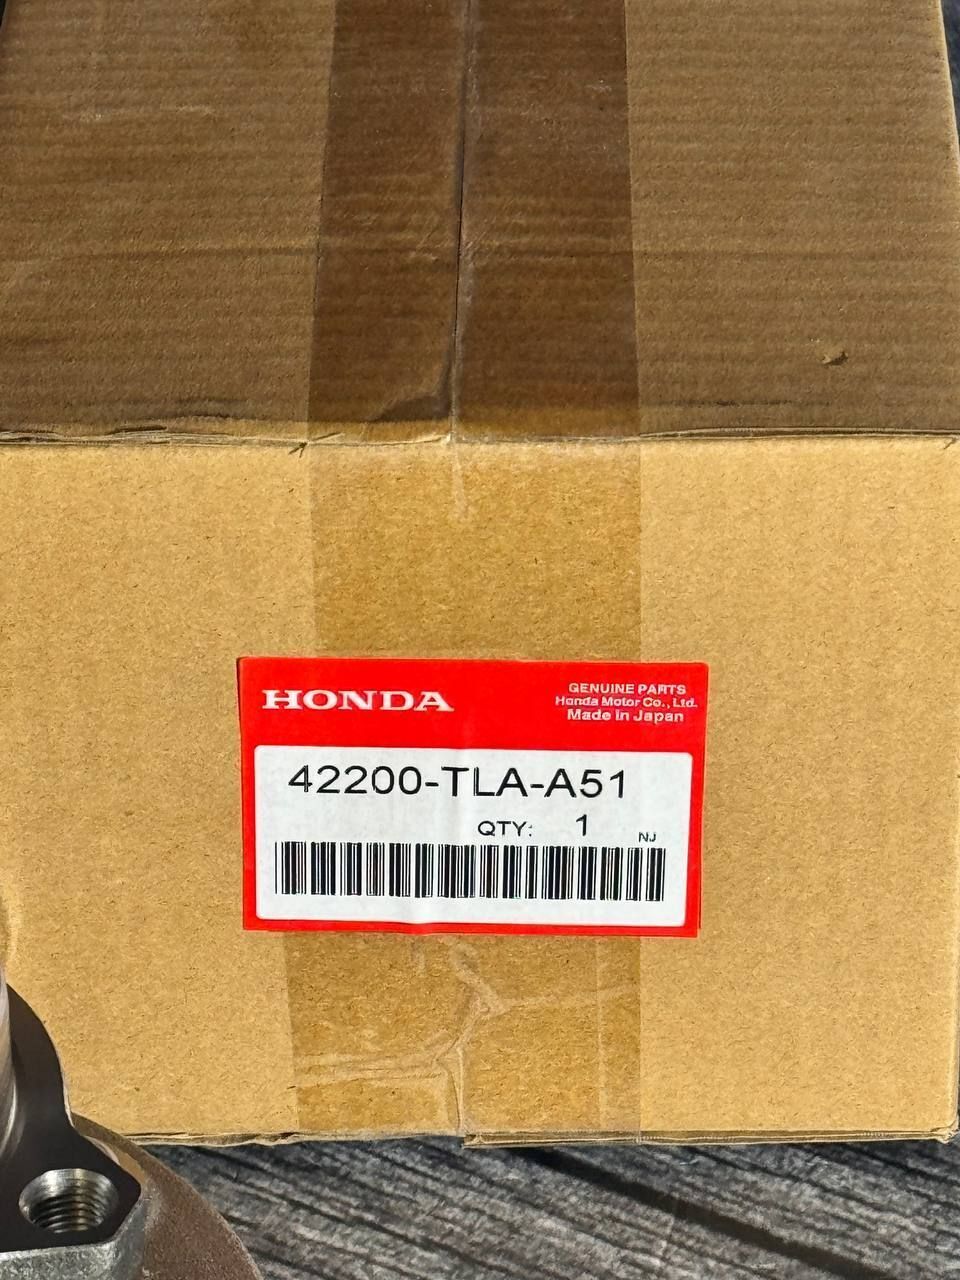 HONDA
GENUINE PARTS
Honda Motor Co., Ltd.
Made in Japan
42200-TLA-A51
QTY: 1
NJ